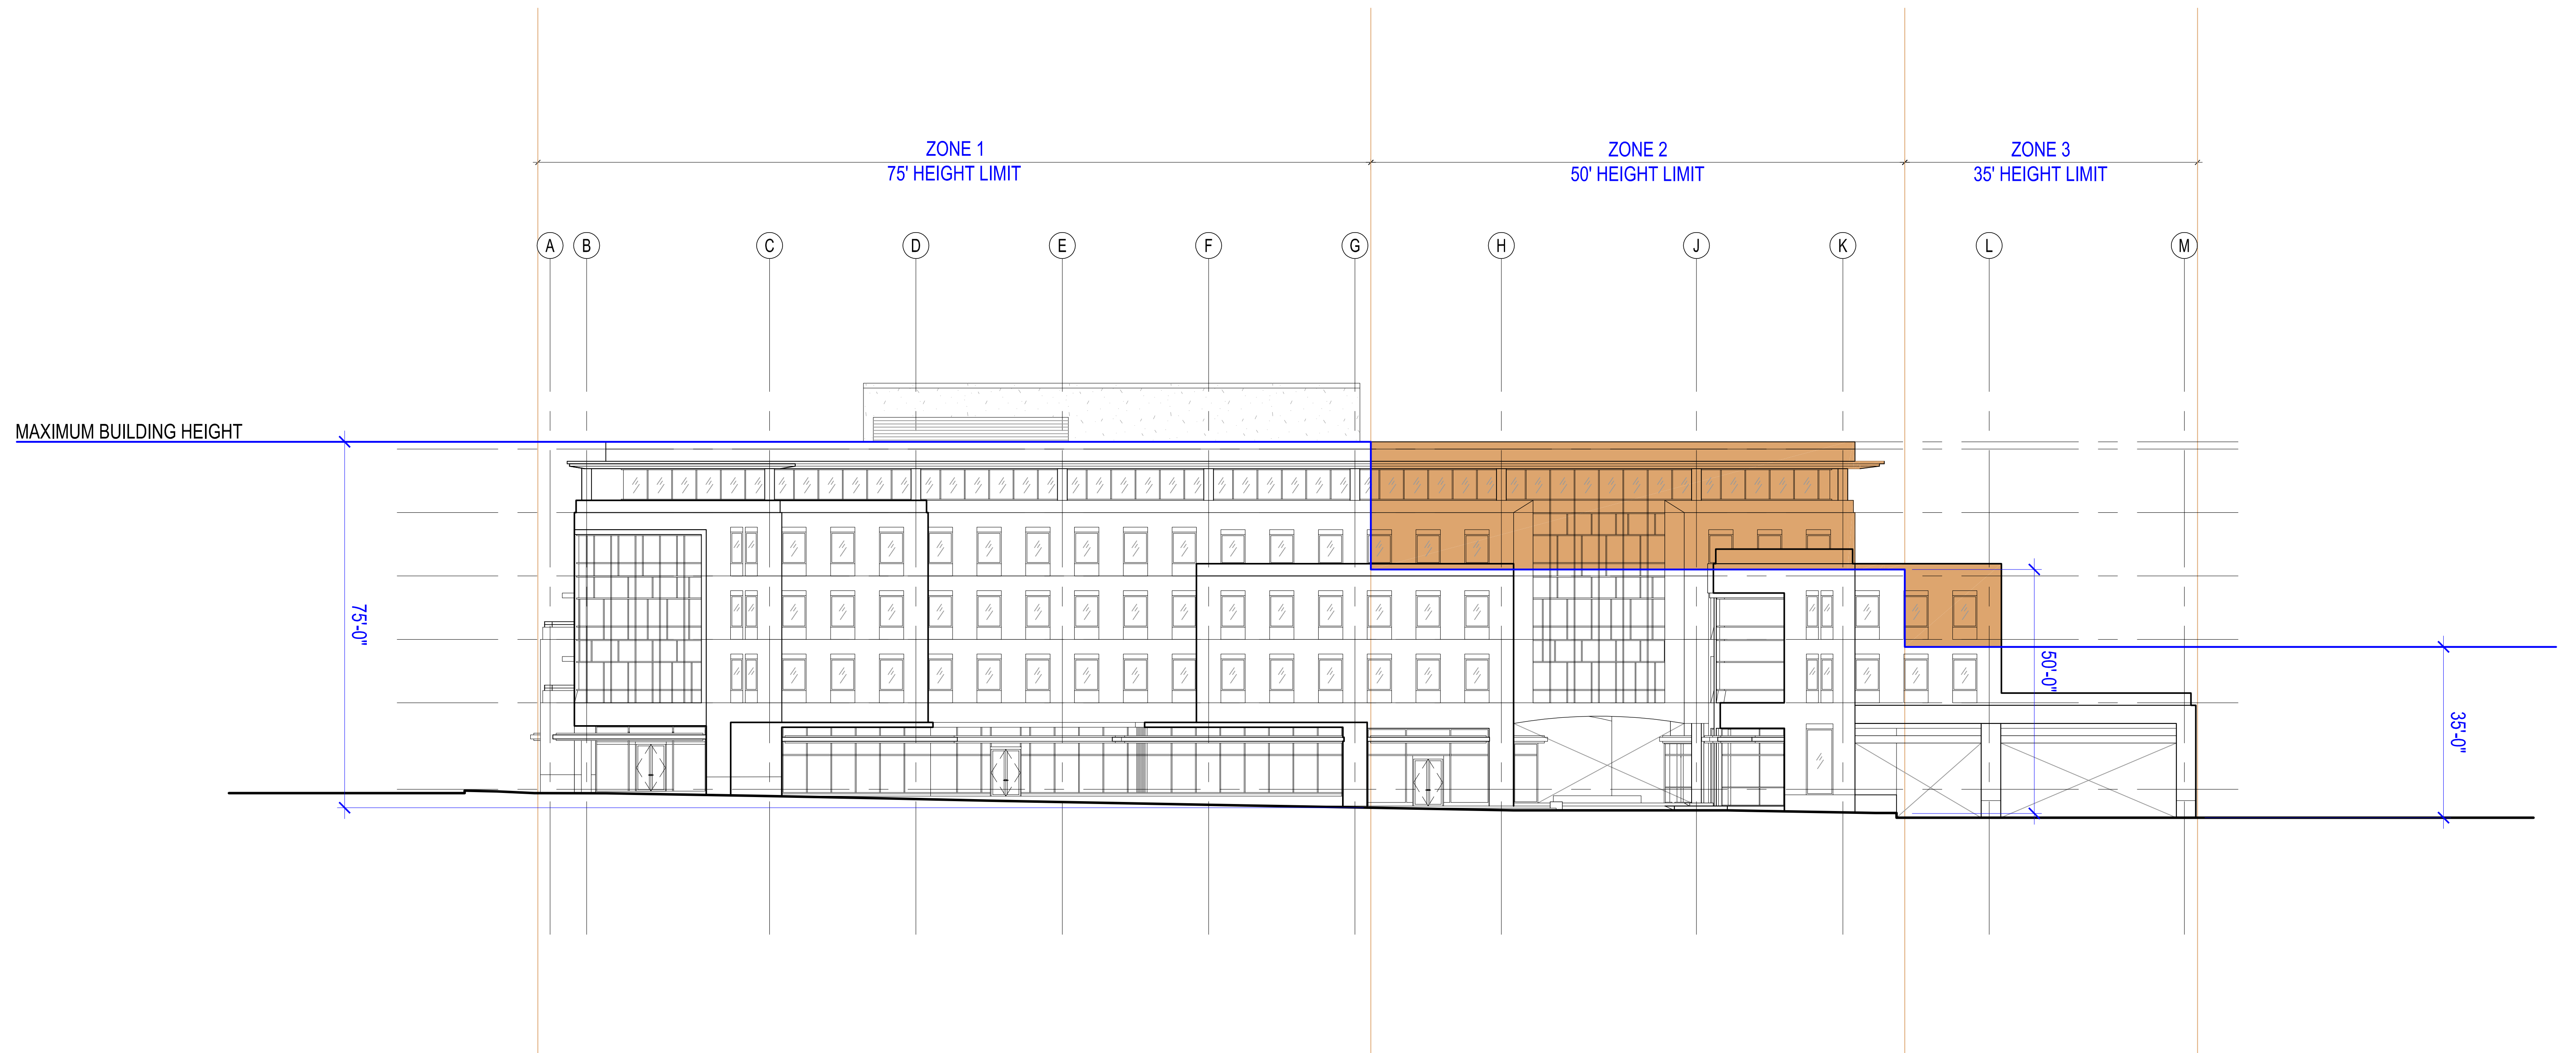 ZONE 1
75' HEIGHT LIMIT
ZONE 2
50' HEIGHT LIMIT
ZONE 3
35' HEIGHT LIMIT
A
B
C
D
E
F
G
H
J
K
L
M
MAXIMUM BUILDING HEIGHT
75'-0"
50'-0"
35'-0"